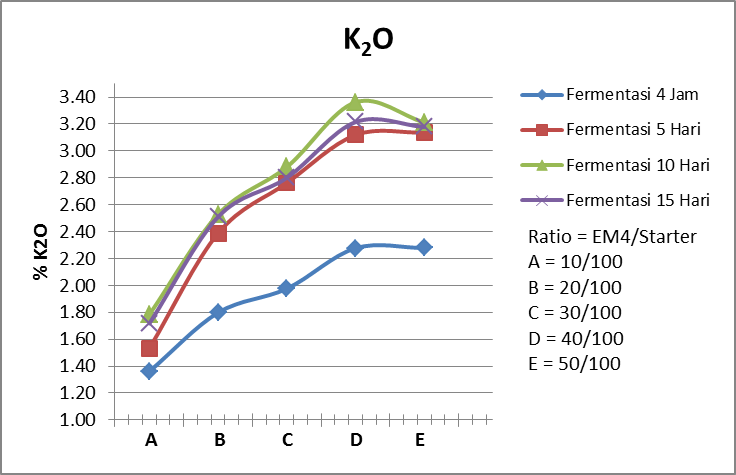 K₂O
3.40
3.20
3.00
2.80
2.60
2.40
2.20
2.00
1.80
1.60
1.40
1.20
1.00
% K2O
A B C D E
Fermentasi 4 Jam
Fermentasi 5 Hari
Fermentasi 10 Hari
Fermentasi 15 Hari
Ratio = EM4/Starter
A = 10/100
B = 20/100
C = 30/100
D = 40/100
E = 50/100